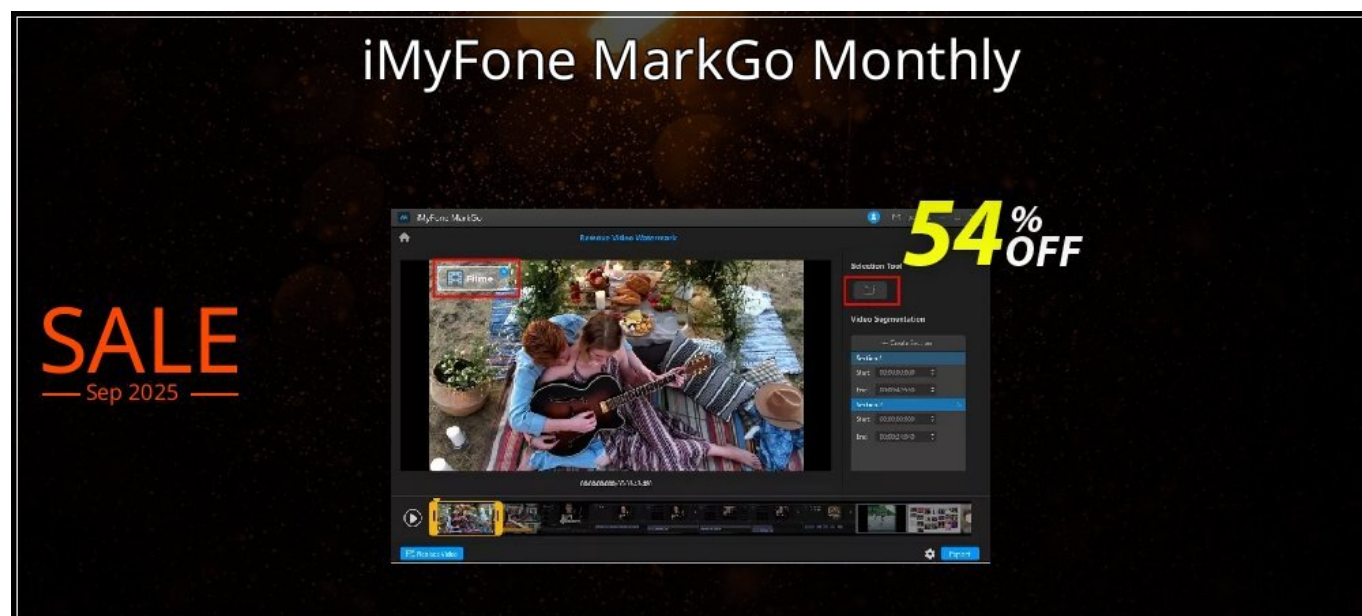 iMyFone MarkGo Monthly
iMyFone MarkGo
Remove Video Watermark
54% OFF
Filme
Selection Tool
Video Segmentation
SALE
Sep 2025
Start
End
Start
End
Export